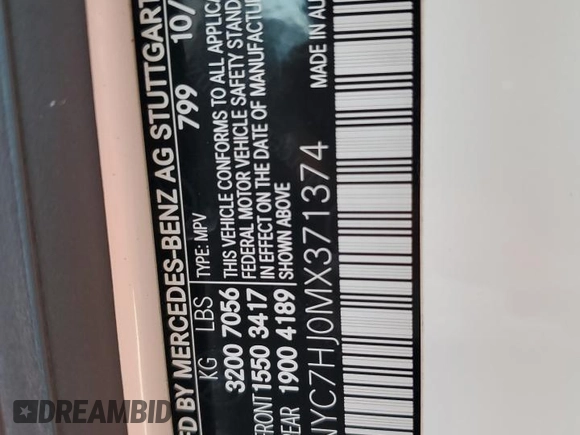 FD BY MERCEDES-BENZ AG STUTTGART
799 10/
KG LBS TYPE: MPV
3200 7056 THIS VEHICLE CONFORMS TO ALL APPLICA
FRONT 1550 3417 FEDERAL MOTOR VEHICLE SAFETY STAND
EAR 1900 4189 IN EFFECT ON THE DATE OF MANUFACTUR
SHOWN ABOVE
NYC7HJ0MX371374 MADE IN AU
DREAMBID